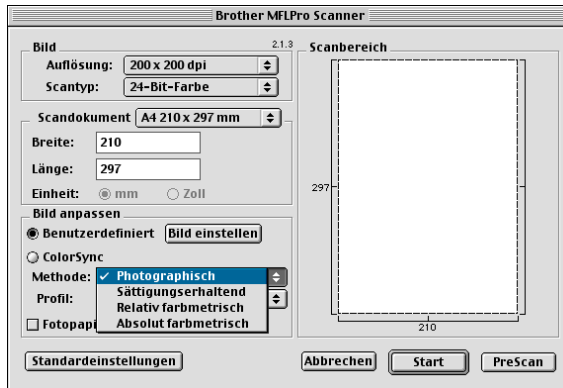 Brother MFLPro Scanner
Bild
2.1.3
Auflösung: 200 x 200 dpi
Scantyp: 24-Bit-Farbe
Scandokument A4 210 x 297 mm
Breite: 210
Länge: 297
Einheit: mm Zoll
Bild anpassen
Benutzerdefiniert Bild einstellen
ColorSync
Methode: ✓ Photographisch
Sättigungserhaltend
Relativ farbmetrisch
Absolut farbmetrisch
Profil:
Fotopapi
Standardeinstellungen
Scanbereich
297
210
Abbrechen Start PreScan